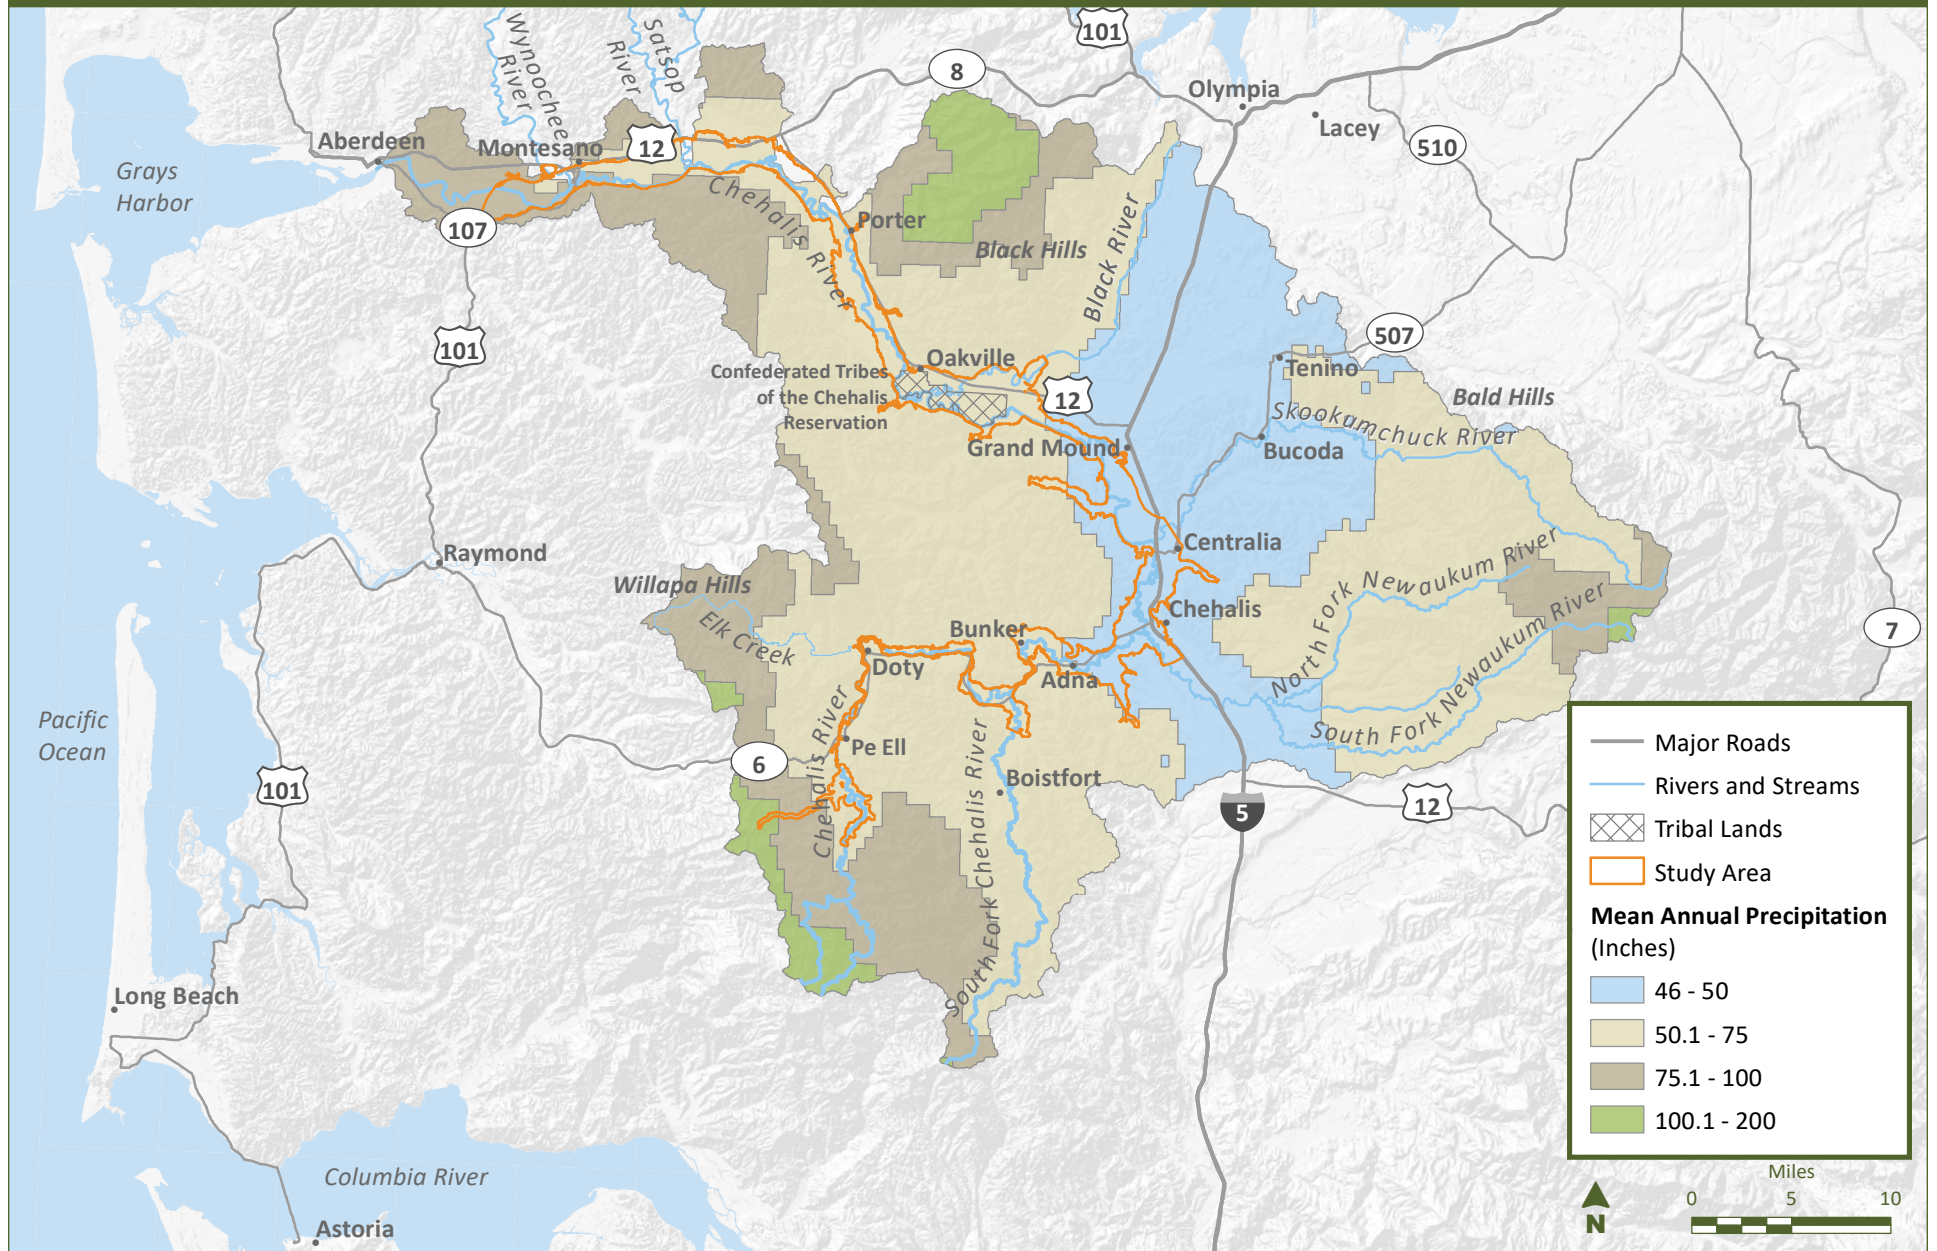 Wynoochee
River
Satsop
River
101
8
Olympia
Lacey
510
Aberdeen
Montesano
12
Grays
Harbor
107
Chehalis River
Porter
Black Hills
Black River
101
507
Oakville
Tenino
Confederated Tribes
of the Chehalis
Reservation
12
Bald Hills
Skookumchuck River
Grand Mound
Bucoda
Raymond
Centralia
Willapa Hills
Elk Creek
North Fork Newaukum River
Chehalis
Bunker
7
Doty
Adna
South Fork Newaukum River
Pacific
Ocean
Chehalis River
Pe Ell
South Fork Chehalis River
6
Boistfort
101
5
12
Long Beach
Columbia River
Astoria
Major Roads
Rivers and Streams
Tribal Lands
Study Area
Mean Annual Precipitation
(Inches)
46 - 50
50.1 - 75
75.1 - 100
100.1 - 200
Miles
0 5 10
N